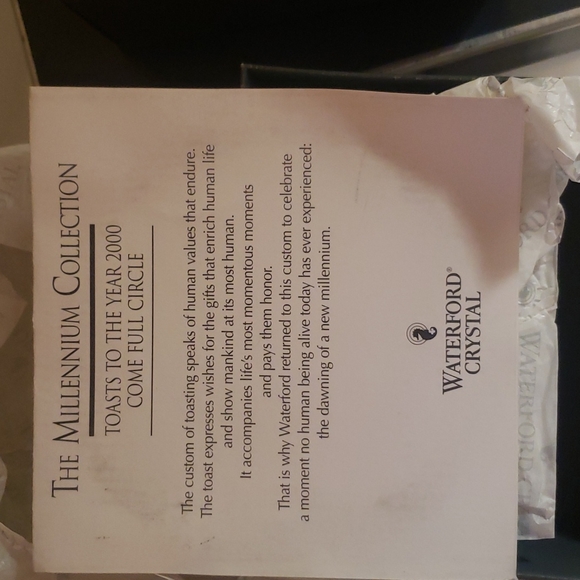 THE MILLENNIUM COLLECTION
TOASTS TO THE YEAR 2000
COME FULL CIRCLE
The custom of toasting speaks of human values that endure.
The toast expresses wishes for the gifts that enrich human life
and show mankind at its most human.
It accompanies life's most momentous moments
and pays them honor.
That is why Waterford returned to this custom to celebrate
a moment no human being alive today has ever experienced:
the dawning of a new millennium.
WATERFORD®
CRYSTAL
WATERFORD